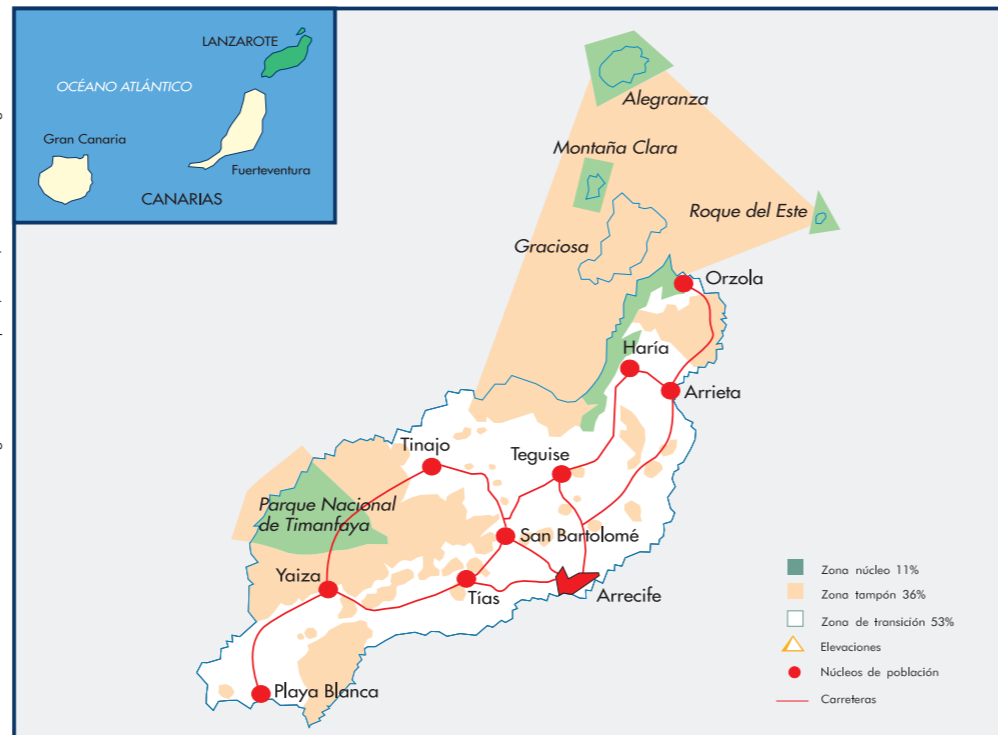 LANZAROTE
OCÉANO ATLÁNTICO
Gran Canaria
Fuerteventura
CANARIAS
Alegranza
Montaña Clara
Roque del Este
Graciosa
Orzola
Haría
Arrieta
Tinajo
Teguise
Parque Nacional
de Timanfaya
San Bartolomé
Yaiza
Tías
Arrecife
Playa Blanca
Zona núcleo 11%
Zona tampón 36%
Zona de transición 53%
Elevaciones
Núcleos de población
Carreteras